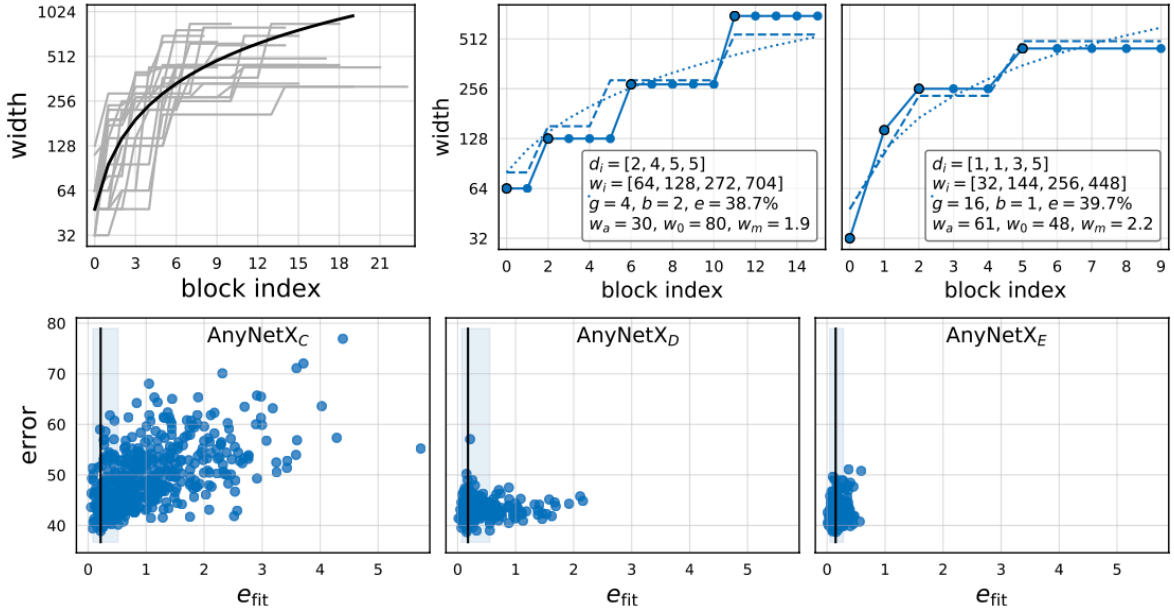 width
1024
512
256
128
64
32
0 3 6 9 12 15 18 21
block index
width
512
256
128
64
32
0 2 4 6 8 10 12 14
block index
d_i = [2, 4, 5, 5]
w_i = [64, 128, 272, 704]
g = 4, b = 2, e = 38.7%
w_a = 30, w_0 = 80, w_m = 1.9
512
256
128
64
32
0 1 2 3 4 5 6 7 8 9
block index
d_i = [1, 1, 3, 5]
w_i = [32, 144, 256, 448]
g = 16, b = 1, e = 39.7%
w_a = 61, w_0 = 48, w_m = 2.2
error
80
70
60
50
40
AnyNetX_C
0 1 2 3 4 5
e_fit
AnyNetX_D
0 1 2 3 4 5
e_fit
AnyNetX_E
0 1 2 3 4 5
e_fit